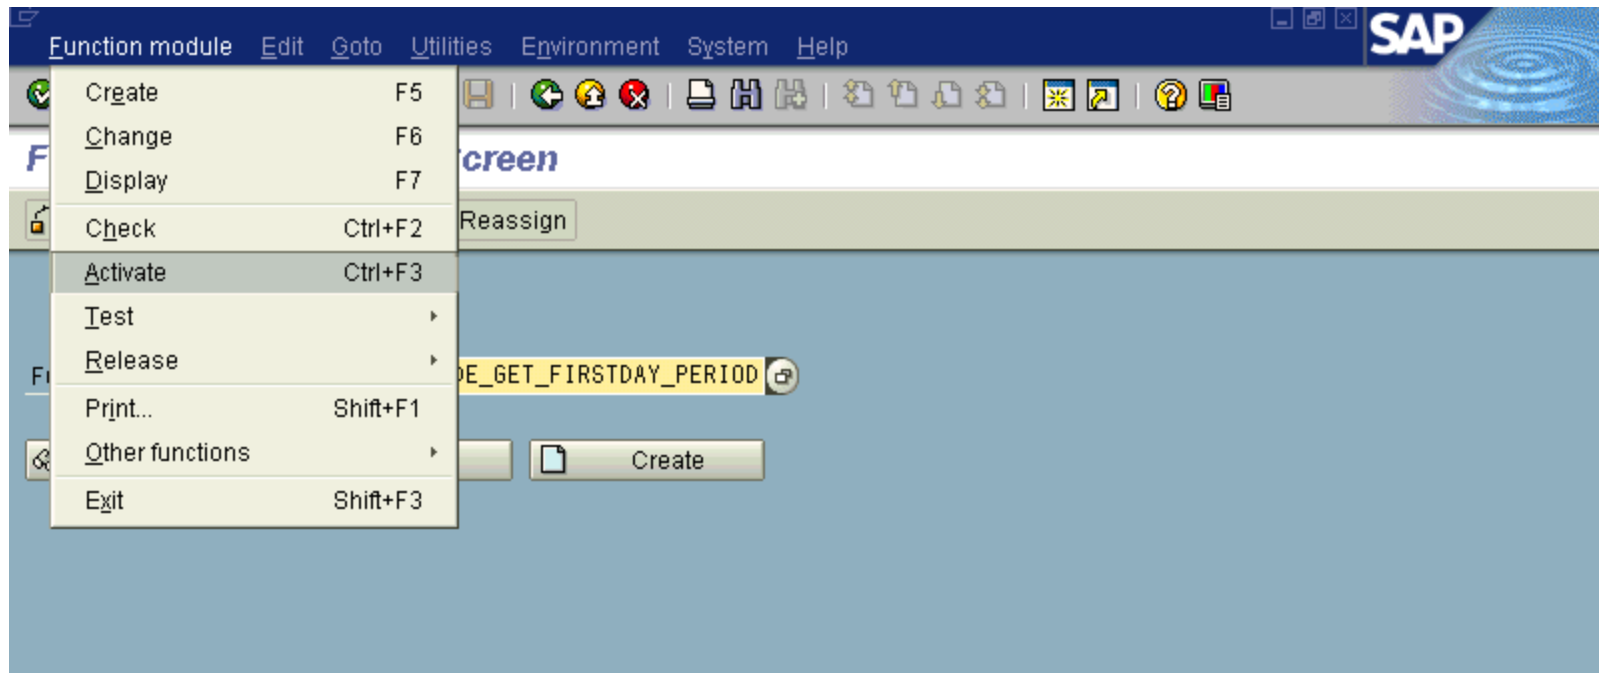 Function module Edit Goto Utilities Environment System Help
SAP
Create F5
Change F6
Display F7
Check Ctrl+F2
Activate Ctrl+F3
Test
Release
Print... Shift+F1
Other functions
Exit Shift+F3
creen
Reassign
DE_GET_FIRSTDAY_PERIOD
Create